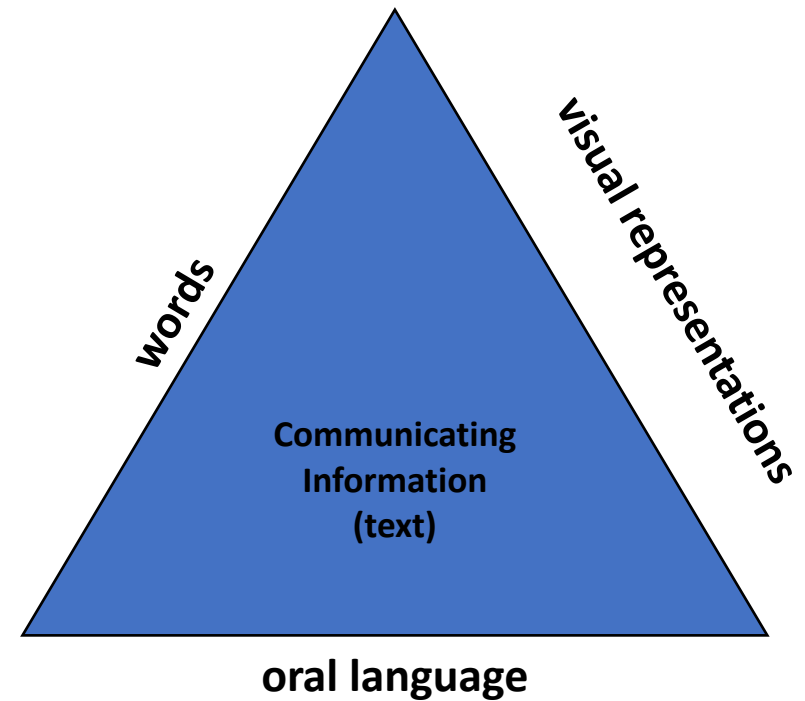 words
visual representations
Communicating
Information
(text)
oral language